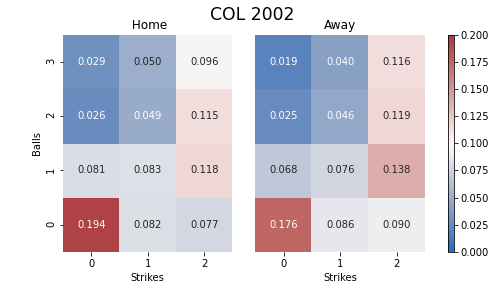 COL 2002
Home
Away
3 0.029 0.050 0.096 0.019 0.040 0.116
2 0.026 0.049 0.115 0.025 0.046 0.119
1 0.081 0.083 0.118 0.068 0.076 0.138
0 0.194 0.082 0.077 0.176 0.086 0.090
Balls
0 1 2 0 1 2
Strikes Strikes
0.200
0.175
0.150
0.125
0.100
0.075
0.050
0.025
0.000